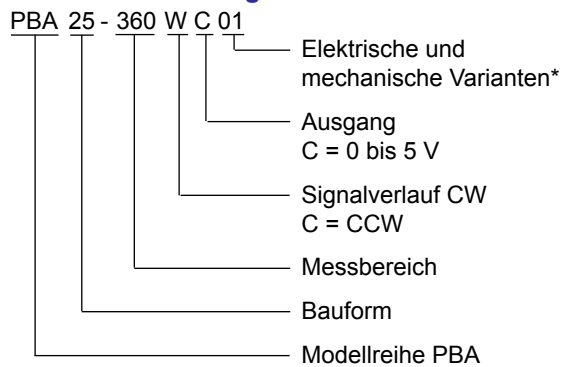 PBA 25 - 360 W C 01
Elektrische und
mechanische Varianten*
Ausgang
C = 0 bis 5 V
Signalverlauf CW
C = CCW
Messbereich
Bauform
Modellreihe PBA